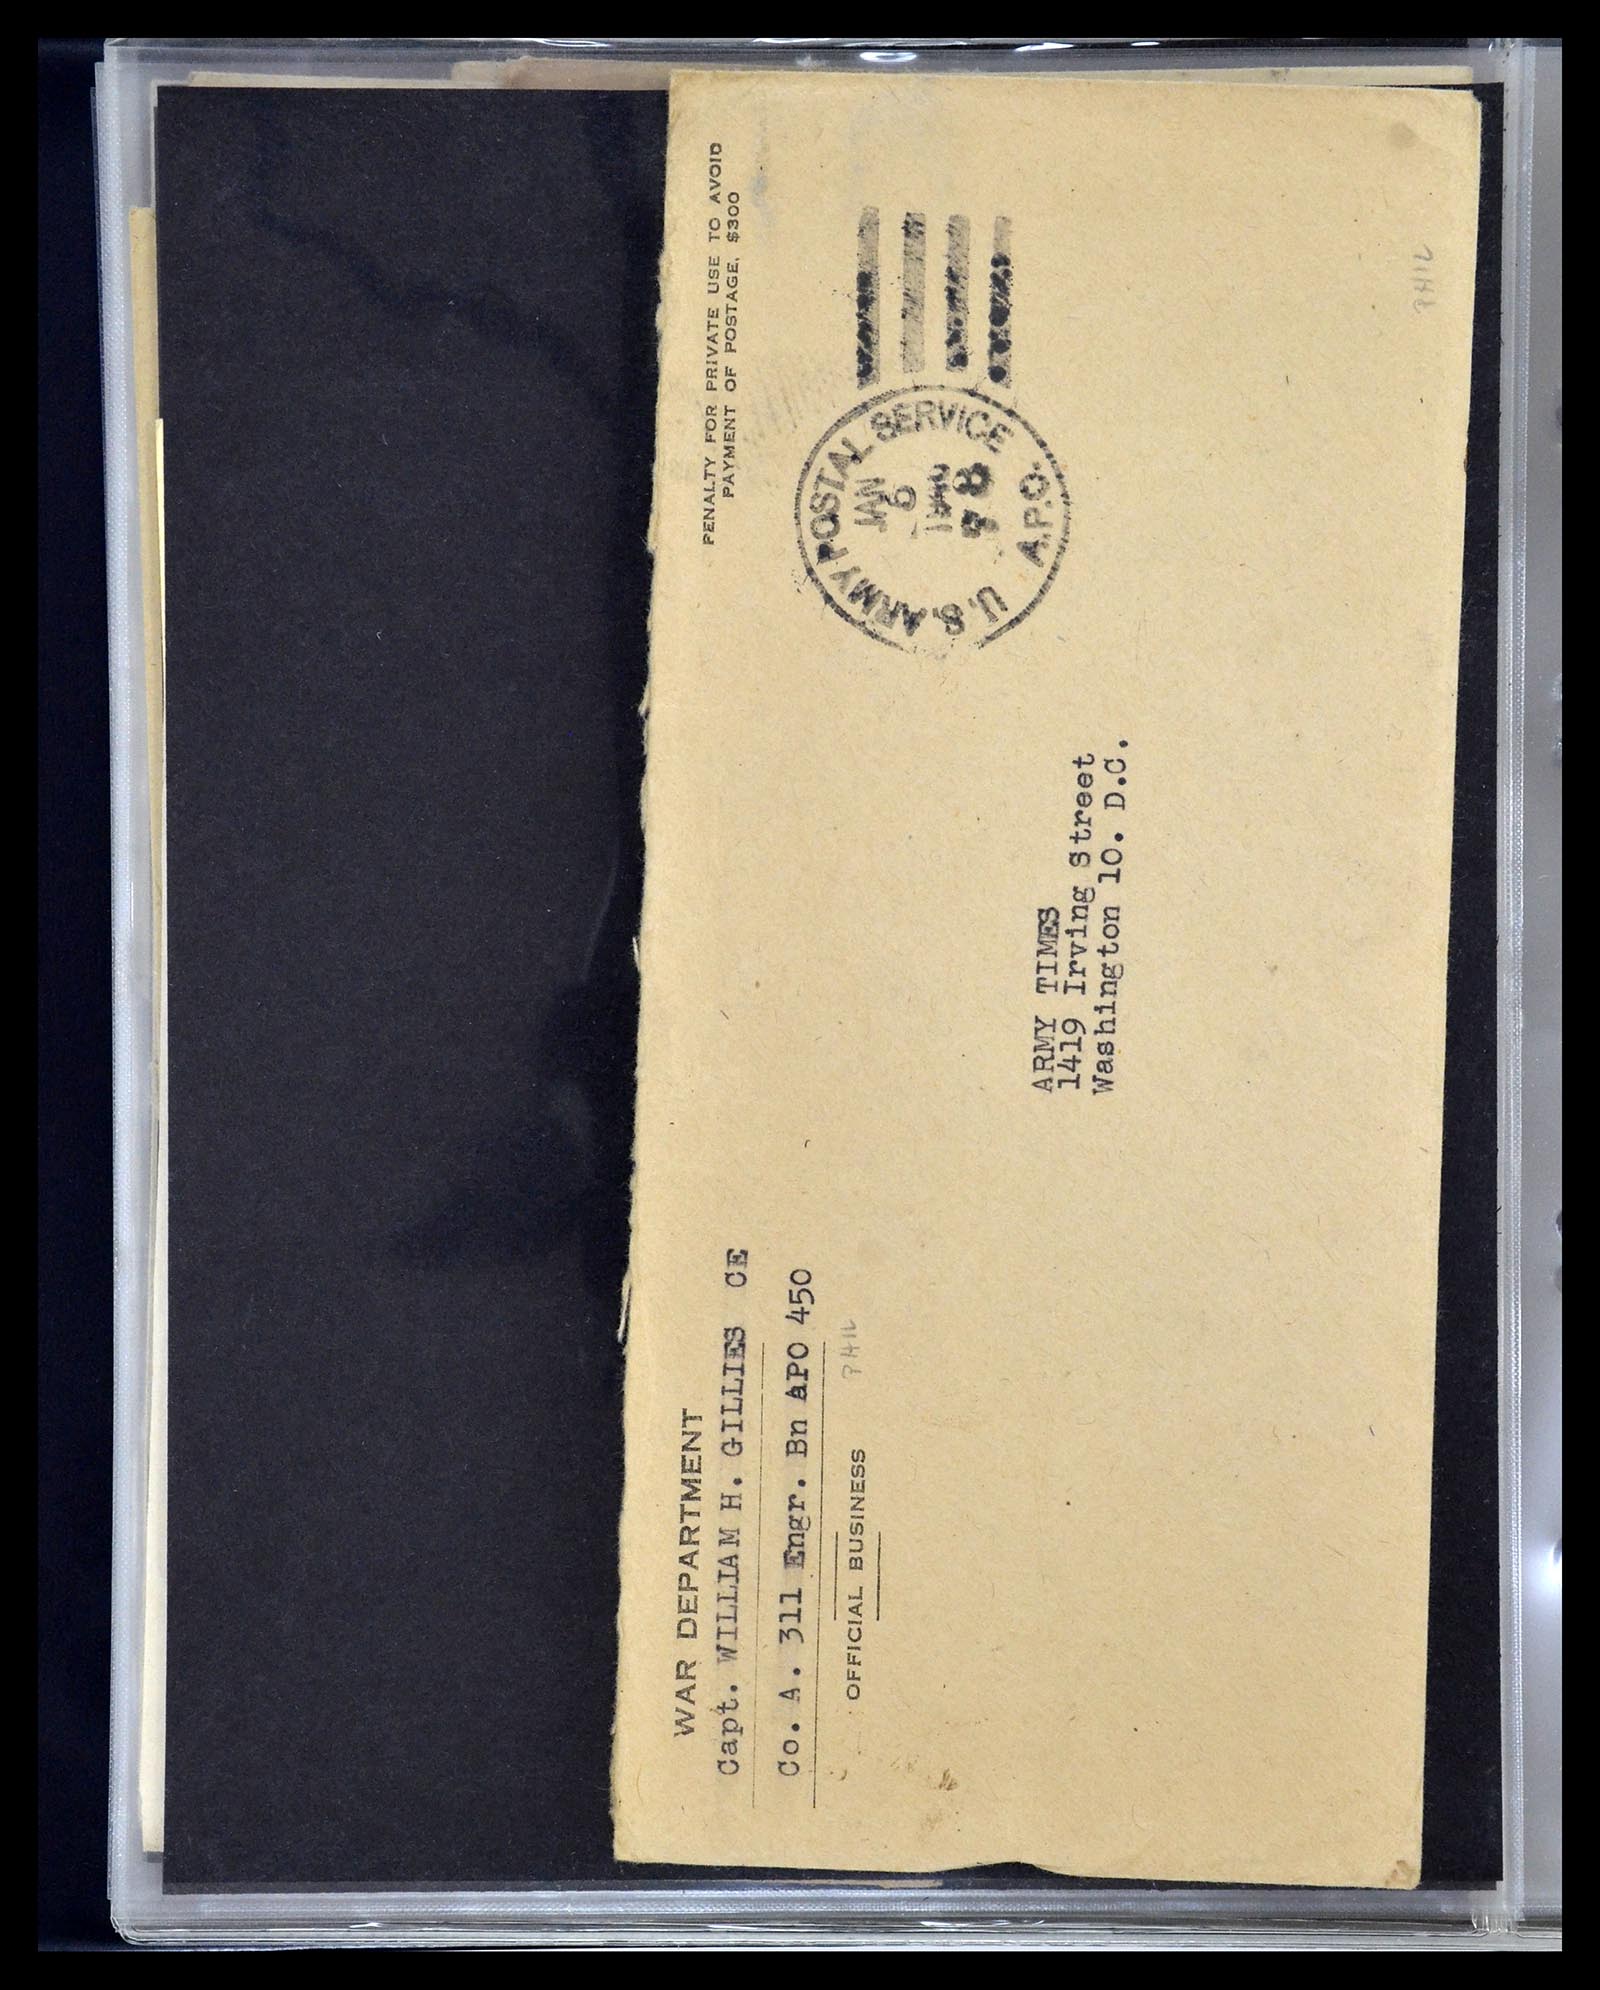 WAR DEPARTMENT
Capt. WILLIAM H. GILLIES CE
Co. A. 311 Engr. Bn APO 450
OFFICIAL BUSINESS
PHIL
PENALTY FOR PRIVATE USE TO AVOID
PAYMENT OF POSTAGE, $300
U.S. ARMY POSTAL SERVICE
JAN
6
A.P.O.
ARMY TIMES
1419 Irving Street
Washington 10. D.C.
PHIL